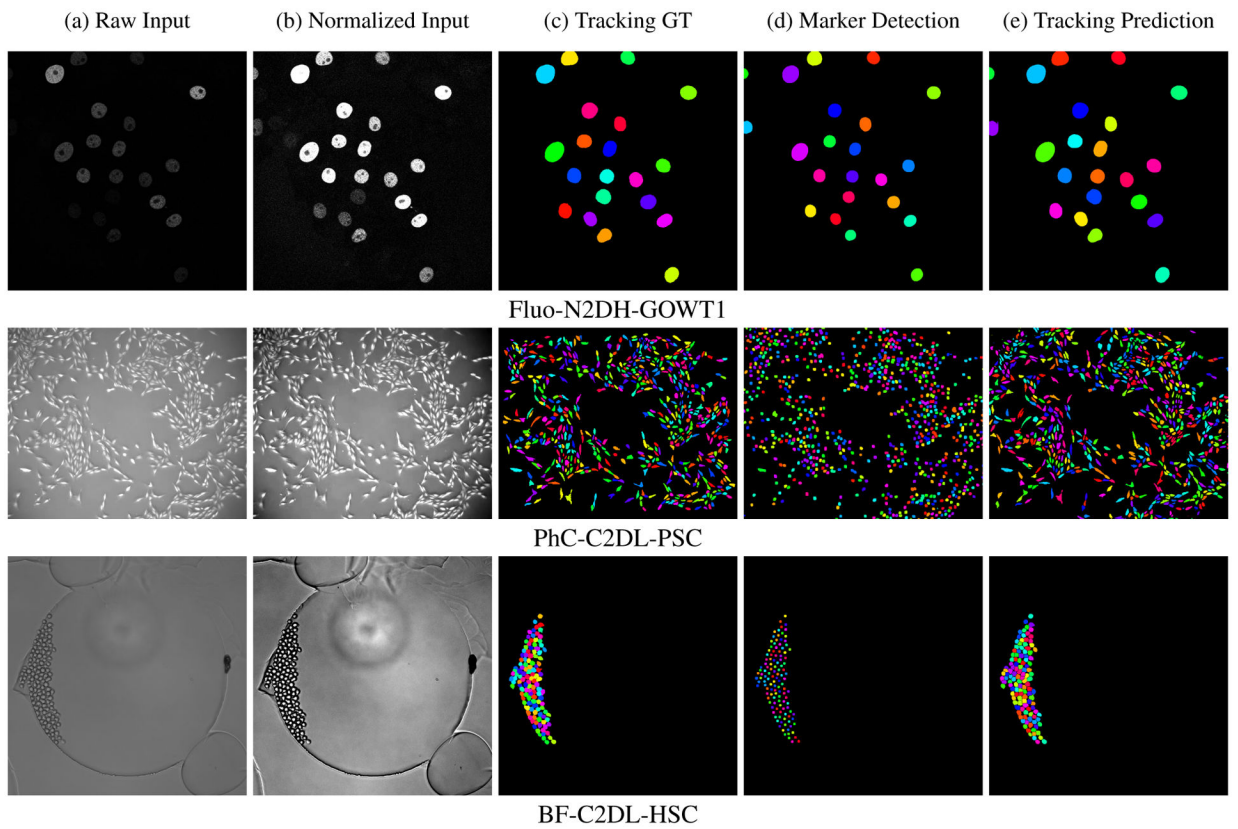 (a) Raw Input (b) Normalized Input (c) Tracking GT (d) Marker Detection (e) Tracking Prediction
Fluo-N2DH-GOWT1
PhC-C2DL-PSC
BF-C2DL-HSC